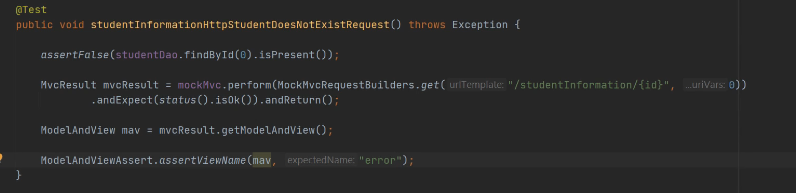 @Test
public void studentInformationHttpStudentDoesNotExistRequest() throws Exception {
assertFalse(studentDao.findById(0).isPresent());
MvcResult mvcResult = mockMvc.perform(MockMvcRequestBuilders.get( urlTemplate: "/studentInformation/{id}", ...uriVars: 0))
.andExpect(status().isOk()).andReturn();
ModelAndView mav = mvcResult.getModelAndView();
ModelAndViewAssert.assertViewName(mav, expectedName: "error");
}